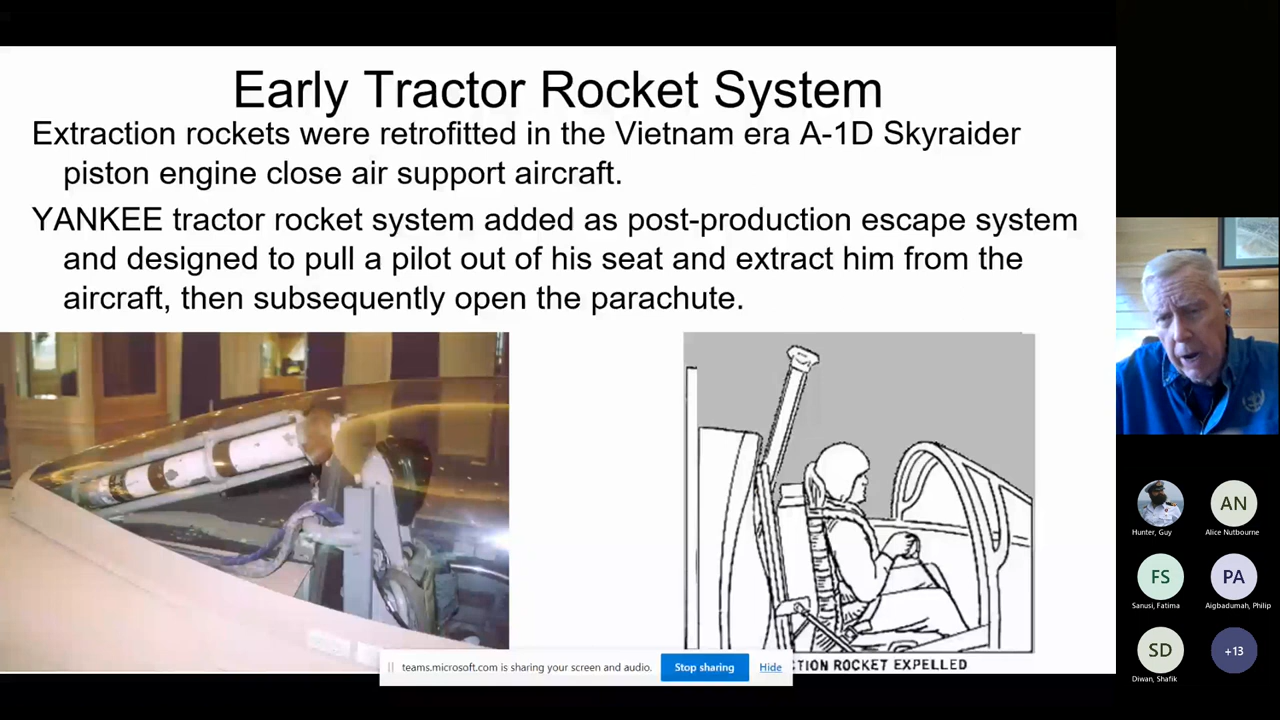 Early Tractor Rocket System
Extraction rockets were retrofitted in the Vietnam era A-1D Skyraider
piston engine close air support aircraft.
YANKEE tractor rocket system added as post-production escape system
and designed to pull a pilot out of his seat and extract him from the
aircraft, then subsequently open the parachute.
CTION ROCKET EXPELLED
teams.microsoft.com is sharing your screen and audio.
Stop sharing
Hide
Hunter, Guy
AN
Alice Nutbourne
FS
Sanusi, Fatima
PA
Aigbadumah, Philip
SD
Diwan, Shafik
+13